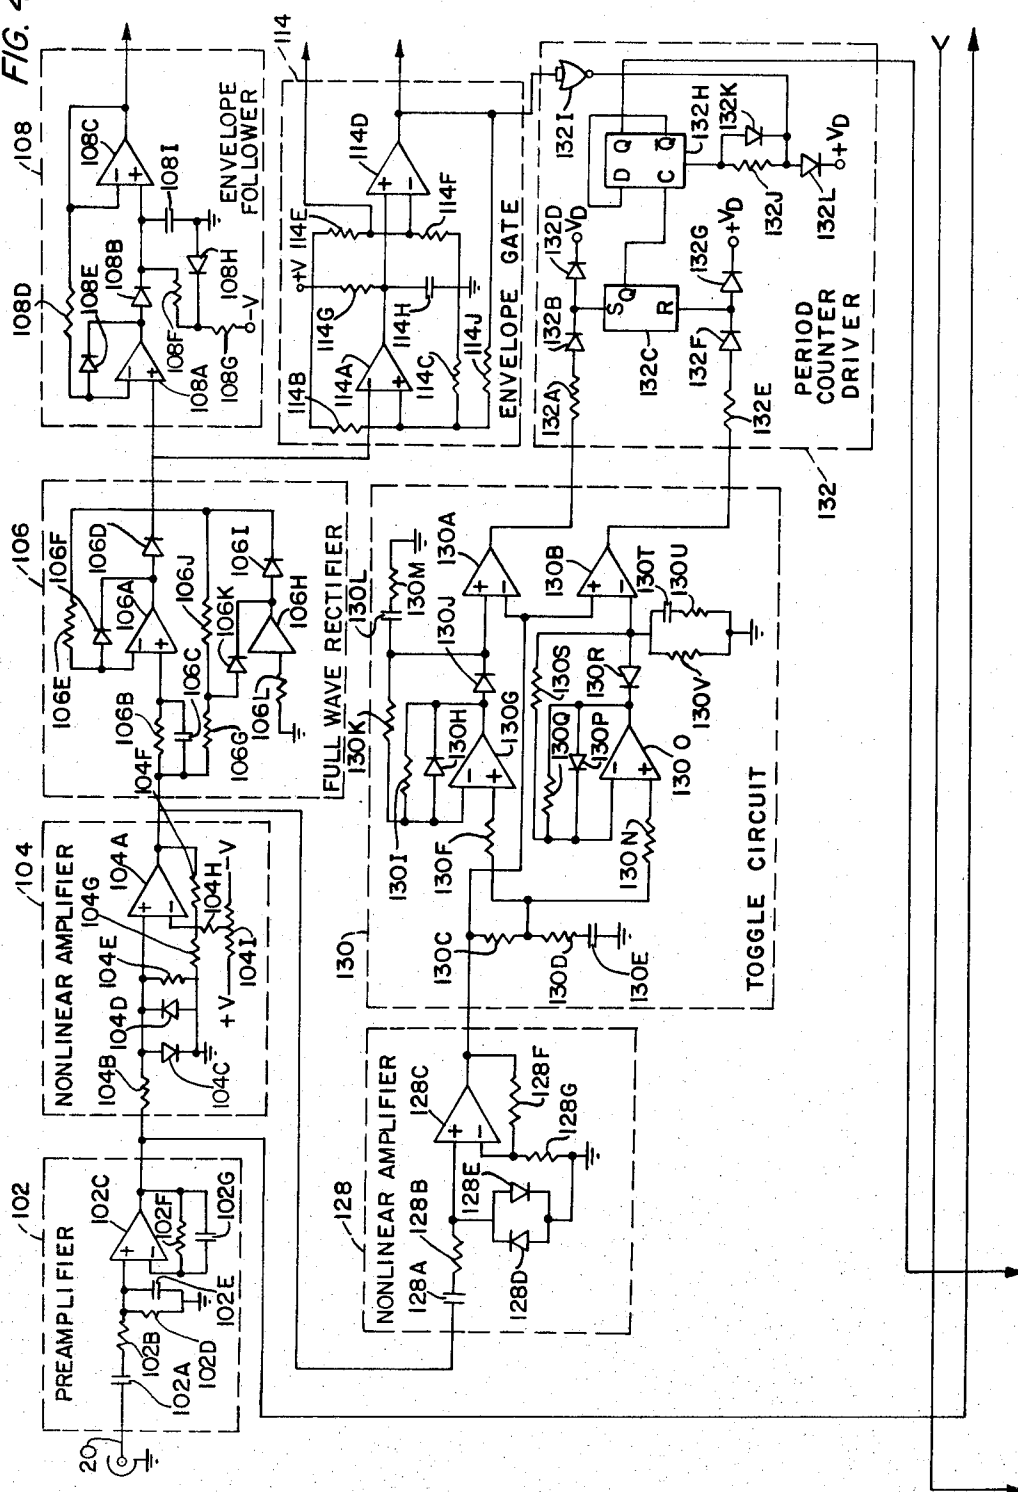 FIG. 4
20
102
PREAMPLIFIER
102A
102B
102C
102D
102E
102F
102G
+
−
104
NONLINEAR AMPLIFIER
104A
104B
104C
104D
104E
104F
104G
104H
104I
+V
-V
+
−
106
FULL WAVE RECTIFIER
106A
106B
106C
106D
106E
106F
106G
106H
106I
106J
106K
106L
−
+
108
ENVELOPE
FOLLOWER
108A
108B
108C
108D
108E
108F
108G
108H
108I
-V
−
+
−
+
114
ENVELOPE GATE
114A
114B
114C
114D
114E
114F
114G
114H
114J
+V
−
+
+
−
128
NONLINEAR AMPLIFIER
128A
128B
128C
128D
128E
128F
128G
+
−
130
TOGGLE CIRCUIT
130A
130B
130C
130D
130E
130F
130G
130H
130I
130J
130K
130L
130M
130N
130O
130P
130Q
130R
130S
130T
130U
130V
+
−
+
−
−
+
−
+
132
PERIOD
COUNTER
DRIVER
132A
132B
132C
132D
132E
132F
132G
132H
132I
132J
132K
132L
VD
+VD
+VD
S
Q
R
D
Q
C
Q̅